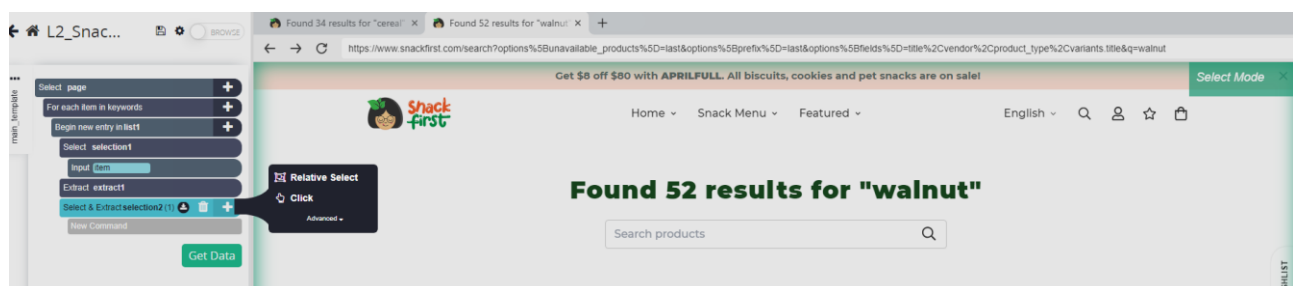 L2_Snac...
BROWSE
Found 34 results for "cereal"
Found 52 results for "walnut"
https://www.snackfirst.com/search?options%5Bunavailable_products%5D=last&options%5Bprefix%5D=last&options%5Bfields%5D=title%2Cvendor%2Cproduct_type%2Cvariants.title&q=walnut
main_template
Select page
For each item in keywords
Begin new entry in list1
Select selection1
Input item
Extract extract1
Select & Extract selection2 (1)
New Command
Get Data
Relative Select
Click
Advanced
Get $8 off $80 with APRILFULL. All biscuits, cookies and pet snacks are on sale!
Select Mode
Snack
First
Home
Snack Menu
Featured
English
Found 52 results for "walnut"
Search products